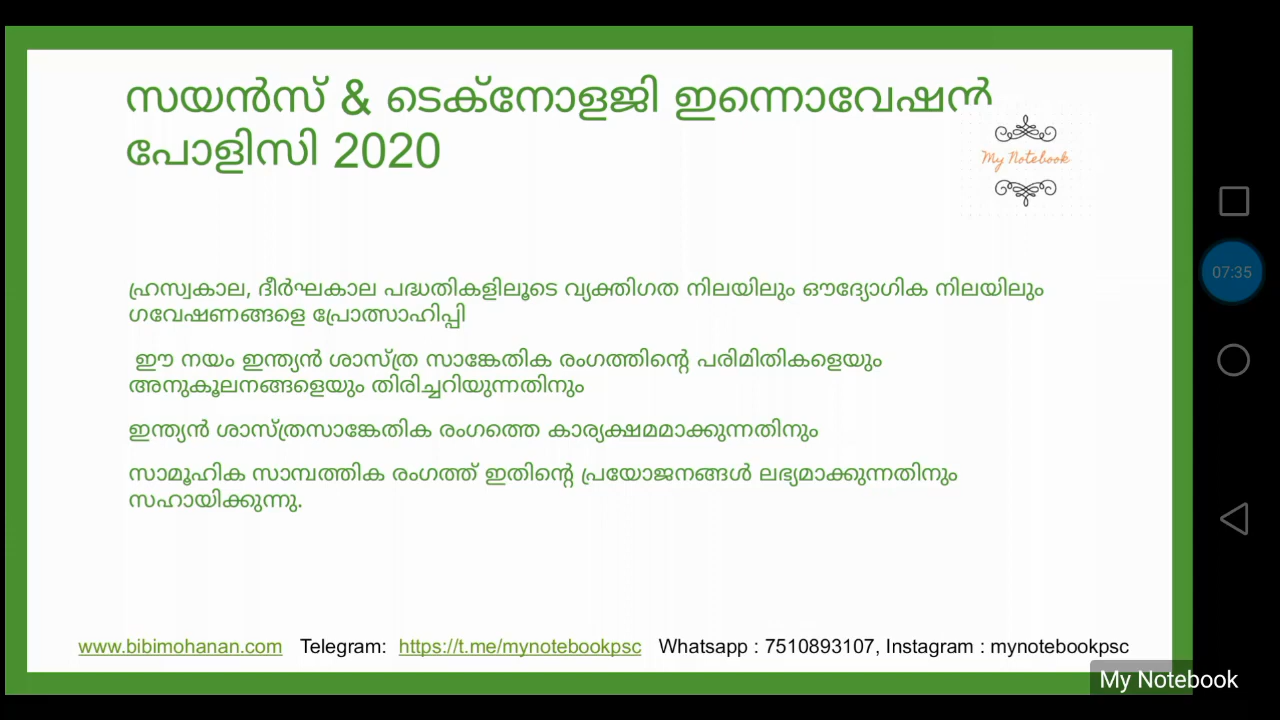 സയൻസ് & ടെക്നോളജി ഇന്നൊവേഷൻ
പോളിസി 2020
My Notebook
07:35
ഹ്രസ്വകാല, ദീർഘകാല പദ്ധതികളിലൂടെ വ്യക്തിഗത നിലയിലും ഔദ്യോഗിക നിലയിലും
ഗവേഷണങ്ങളെ പ്രോത്സാഹിപ്പി
ഈ നയം ഇന്ത്യൻ ശാസ്ത്ര സാങ്കേതിക രംഗത്തിന്റെ പരിമിതികളെയും
അനുകൂലനങ്ങളെയും തിരിച്ചറിയുന്നതിനും
ഇന്ത്യൻ ശാസ്ത്രസാങ്കേതിക രംഗത്തെ കാര്യക്ഷമമാക്കുന്നതിനും
സാമൂഹിക സാമ്പത്തിക രംഗത്ത് ഇതിന്റെ പ്രയോജനങ്ങൾ ലഭ്യമാക്കുന്നതിനും
സഹായിക്കുന്നു.
www.bibimohanan.com Telegram: https://t.me/mynotebookpsc Whatsapp : 7510893107, Instagram : mynotebookpsc
My Notebook